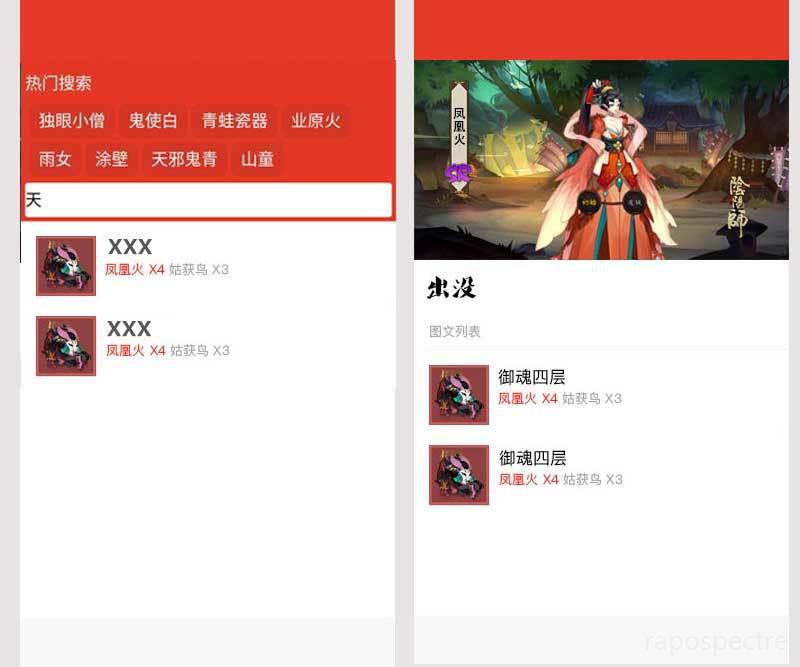 热门搜索
独眼小僧 鬼使白 青蛙瓷器 业原火
雨女 涂壁 天邪鬼青 山童
天
XXX
凤凰火 X4 姑获鸟 X3
XXX
凤凰火 X4 姑获鸟 X3
凤凰火
SR
陰陽師
出没
图文列表
御魂四层
凤凰火 X4 姑获鸟 X3
御魂四层
凤凰火 X4 姑获鸟 X3
rapospectre